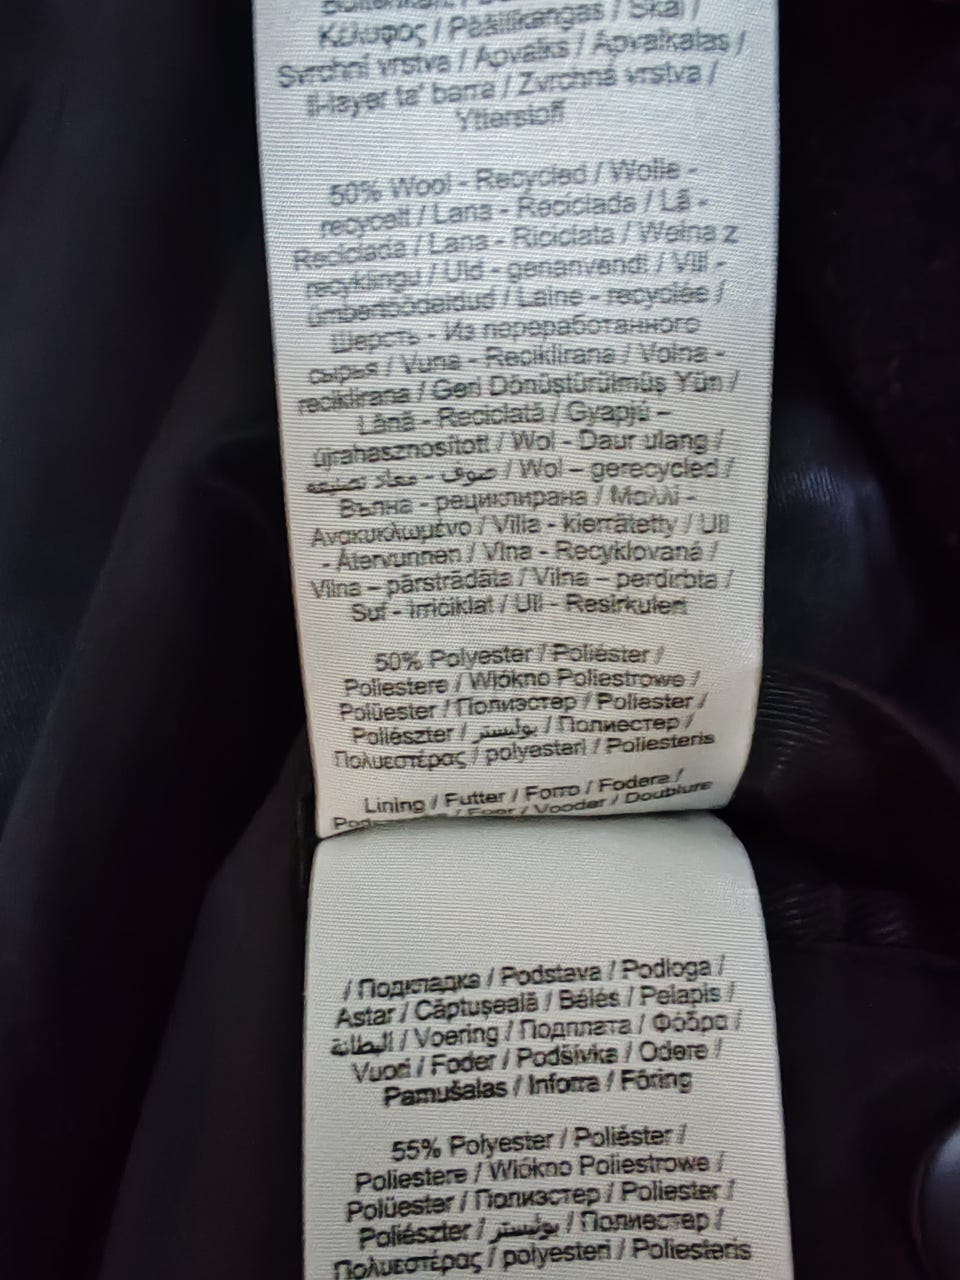 Κέλυφος / Pääilikangas / Skal /
Svrchní vrstva / Apvalks / Apvalkalas /
Il-layer ta' barra / Zvrchná vrstva /
Ytterstoff
50% Wool - Recycled / Wolle -
recycelt / Lana - Reciclada / Lã -
Reciclada / Lana - Riciclata / Wełna z
recyklingu / Uld - genanvendt / Vill -
ümbertöödeldud / Laine - recyclée /
Шерсть - Из переработанного
сырья / Vuna - Reciklirana / Volna -
reciklirana / Geri Dönüştürülmüş Yün /
Lână - Reciclată / Gyapjú –
újrahasznosított / Wol - Daur ulang /
صوف - معاد تصنيعه / Wol – gerecycled /
Вълна - рециклирана / Μαλλί -
Ανακυκλωμένο / Villa - kierrätetty / Ull
- Återvunnen / Vlna - Recyklovaná /
Vilna – pārstrādāta / Vilna – perdirbta /
Suf - Irriciklat / Ull - Resirkulert
50% Polyester / Poliéster /
Poliestere / Włókno Poliestrowe /
Polüester / Полиэстер / Poliester /
Poliészter / بوليستر / Полиестер /
Πολυεστέρας / polyesteri / Poliesteris
Lining / Futter / Forro / Fodera /
Foer / Vooder / Doublure
/ Подкладка / Podstava / Podloga /
Astar / Căptușeală / Bélés / Pelapis /
البطانة / Voering / Подплата / Φόδρα /
Vuori / Foder / Podšívka / Odere /
Pamušalas / Inforra / Fôring
55% Polyester / Poliéster /
Poliestere / Włókno Poliestrowe /
Polüester / Полиэстер / Poliester /
Poliészter / بوليستر / Полиестер /
Πολυεστέρας / polyesteri / Poliesteris